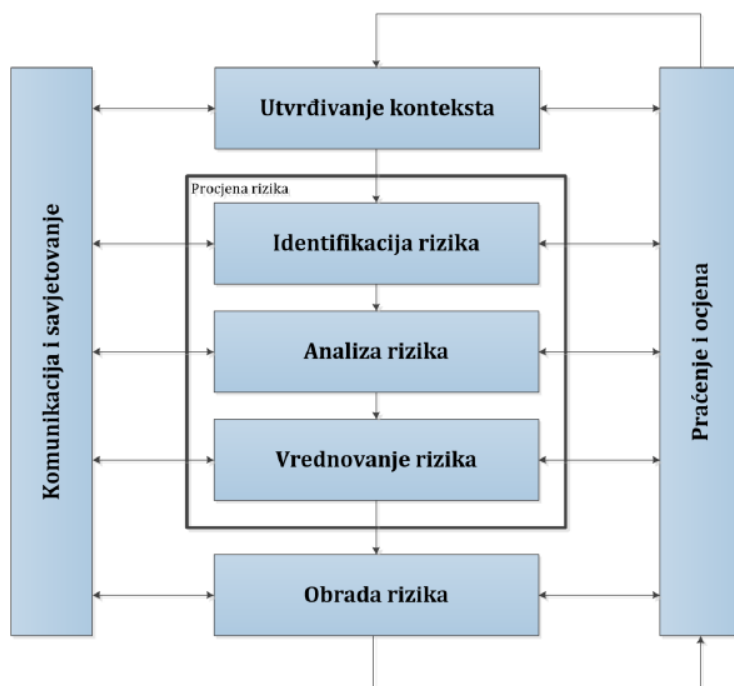 Utvrđivanje konteksta
Procjena rizika
Identifikacija rizika
Analiza rizika
Vrednovanje rizika
Obrada rizika
Komunikacija i savjetovanje
Praćenje i ocjena